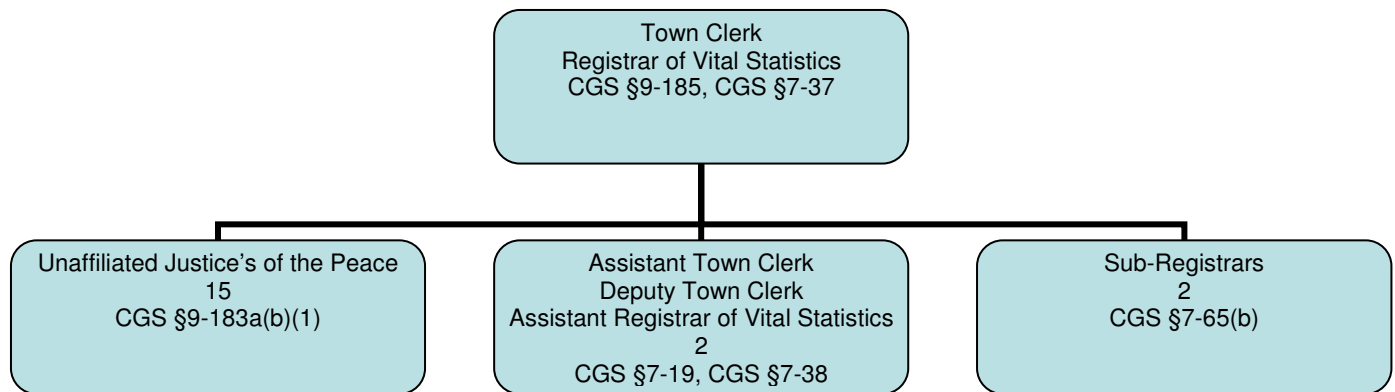 Town Clerk
Registrar of Vital Statistics
CGS §9-185, CGS §7-37
Unaffiliated Justice's of the Peace
15
CGS §9-183a(b)(1)
Assistant Town Clerk
Deputy Town Clerk
Assistant Registrar of Vital Statistics
2
CGS §7-19, CGS §7-38
Sub-Registrars
2
CGS §7-65(b)